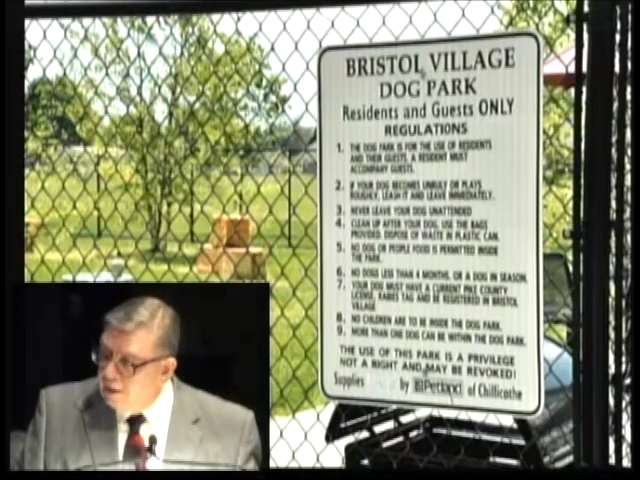 BRISTOL VILLAGE
DOG PARK
Residents and Guests ONLY
REGULATIONS
1. THE DOG PARK IS FOR THE USE OF RESIDENTS
AND THEIR GUESTS. A RESIDENT MUST
ACCOMPANY GUESTS.
2. IF YOUR DOG BECOMES UNRULY OR PLAYS
ROUGHLY, LEASH IT AND LEAVE IMMEDIATELY.
3. NEVER LEAVE YOUR DOG UNATTENDED
4. CLEAN UP AFTER YOUR DOG. USE THE BAGS
PROVIDED. DISPOSE OF WASTE IN PLASTIC CAN.
5. NO DOG OR PEOPLE FOOD IS PERMITTED INSIDE
THE PARK.
6. NO DOGS LESS THAN 4 MONTHS, OR A DOG IN SEASON.
7. YOUR DOG MUST HAVE A CURRENT PIKE COUNTY
LICENSE, RABIES TAG AND BE REGISTERED IN BRISTOL
VILLAGE
8. NO CHILDREN ARE TO BE INSIDE THE DOG PARK.
9. MORE THAN ONE DOG CAN BE WITHIN THE DOG PARK.
THE USE OF THIS PARK IS A PRIVILEGE
NOT A RIGHT AND MAY BE REVOKED!
Supplies by Petland of Chillicothe